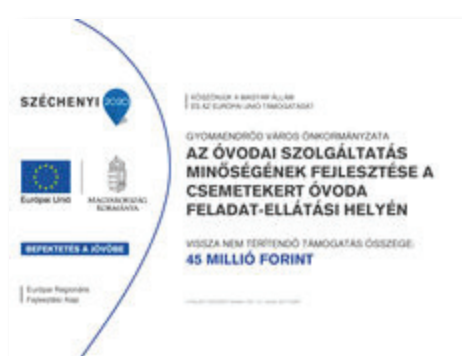 SZÉCHENYI 2020
KÖSZÖNJÜK A MAGYAR ÁLLAM
ÉS AZ EURÓPAI UNIÓ TÁMOGATÁSÁT
GYOMAENDRŐD VÁROS ÖNKORMÁNYZATA
AZ ÓVODAI SZOLGÁLTATÁS
MINŐSÉGÉNEK FEJLESZTÉSE A
CSEMETEKERT ÓVODA
FELADAT-ELLÁTÁSI HELYÉN
Európai Unió
MAGYARORSZÁG
KORMÁNYA
BEFEKTETÉS A JÖVŐBE
VISSZA NEM TÉRÍTENDŐ TÁMOGATÁS ÖSSZEGE:
45 MILLIÓ FORINT
Európai Regionális
Fejlesztési Alap